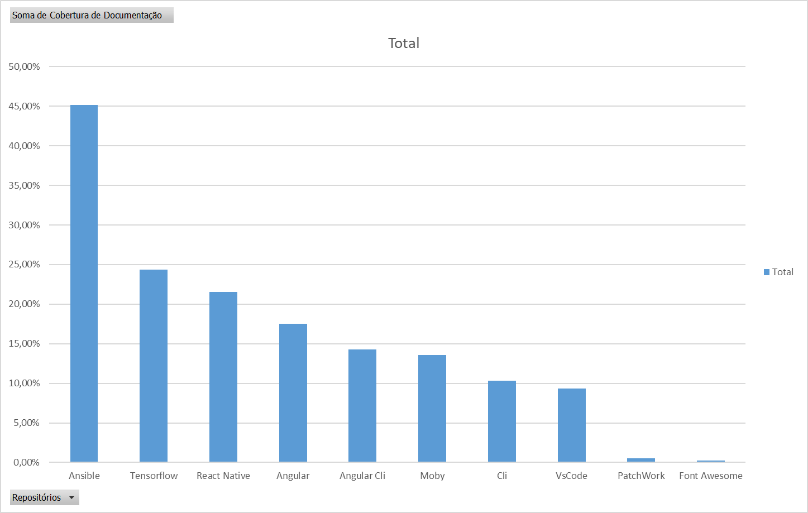 Soma de Cobertura de Documentação
Total
50,00%
45,00%
40,00%
35,00%
30,00%
25,00%
20,00%
15,00%
10,00%
5,00%
0,00%
Ansible Tensorflow React Native Angular Angular Cli Moby Cli VsCode PatchWork Font Awesome
Total
Repositórios